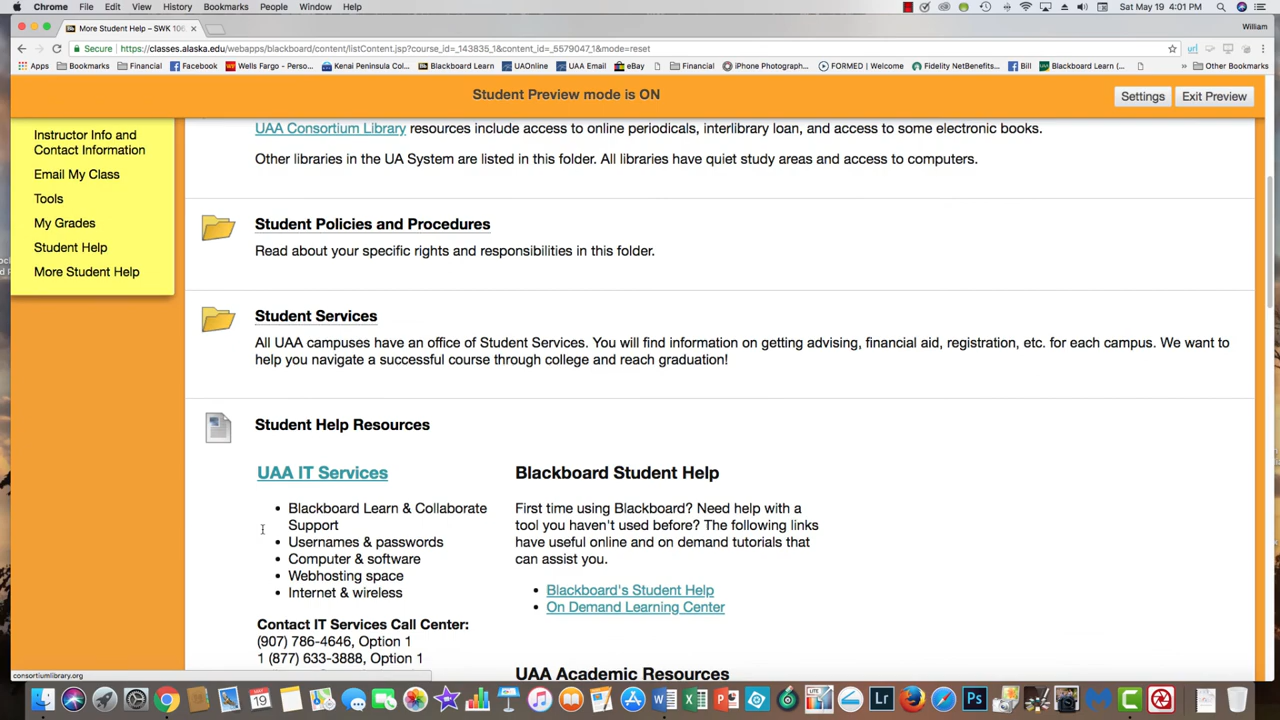 Chrome File Edit View History Bookmarks People Window Help Sat May 19 4:01 PM
More Student Help – SWK 106 William
Secure https://classes.alaska.edu/webapps/blackboard/content/listContent.jsp?course_id=_143835_1&content_id=_5579047_1&mode=reset
Apps Bookmarks Financial Facebook Wells Fargo - Perso... Kenai Peninsula Col... Blackboard Learn UAOnline UAA Email eBay Financial iPhone Photograph... FORMED | Welcome Fidelity NetBenefits... Bill Blackboard Learn (... » Other Bookmarks
Student Preview mode is ON Settings Exit Preview
Instructor Info and
Contact Information
Email My Class
Tools
My Grades
Student Help
More Student Help
UAA Consortium Library resources include access to online periodicals, interlibrary loan, and access to some electronic books.
Other libraries in the UA System are listed in this folder. All libraries have quiet study areas and access to computers.
Student Policies and Procedures
Read about your specific rights and responsibilities in this folder.
Student Services
All UAA campuses have an office of Student Services. You will find information on getting advising, financial aid, registration, etc. for each campus. We want to
help you navigate a successful course through college and reach graduation!
Student Help Resources
UAA IT Services
• Blackboard Learn & Collaborate
Support
• Usernames & passwords
• Computer & software
• Webhosting space
• Internet & wireless
Contact IT Services Call Center:
(907) 786-4646, Option 1
1 (877) 633-3888, Option 1
Blackboard Student Help
First time using Blackboard? Need help with a
tool you haven't used before? The following links
have useful online and on demand tutorials that
can assist you.
• Blackboard's Student Help
• On Demand Learning Center
UAA Academic Resources
consortiumlibrary.org